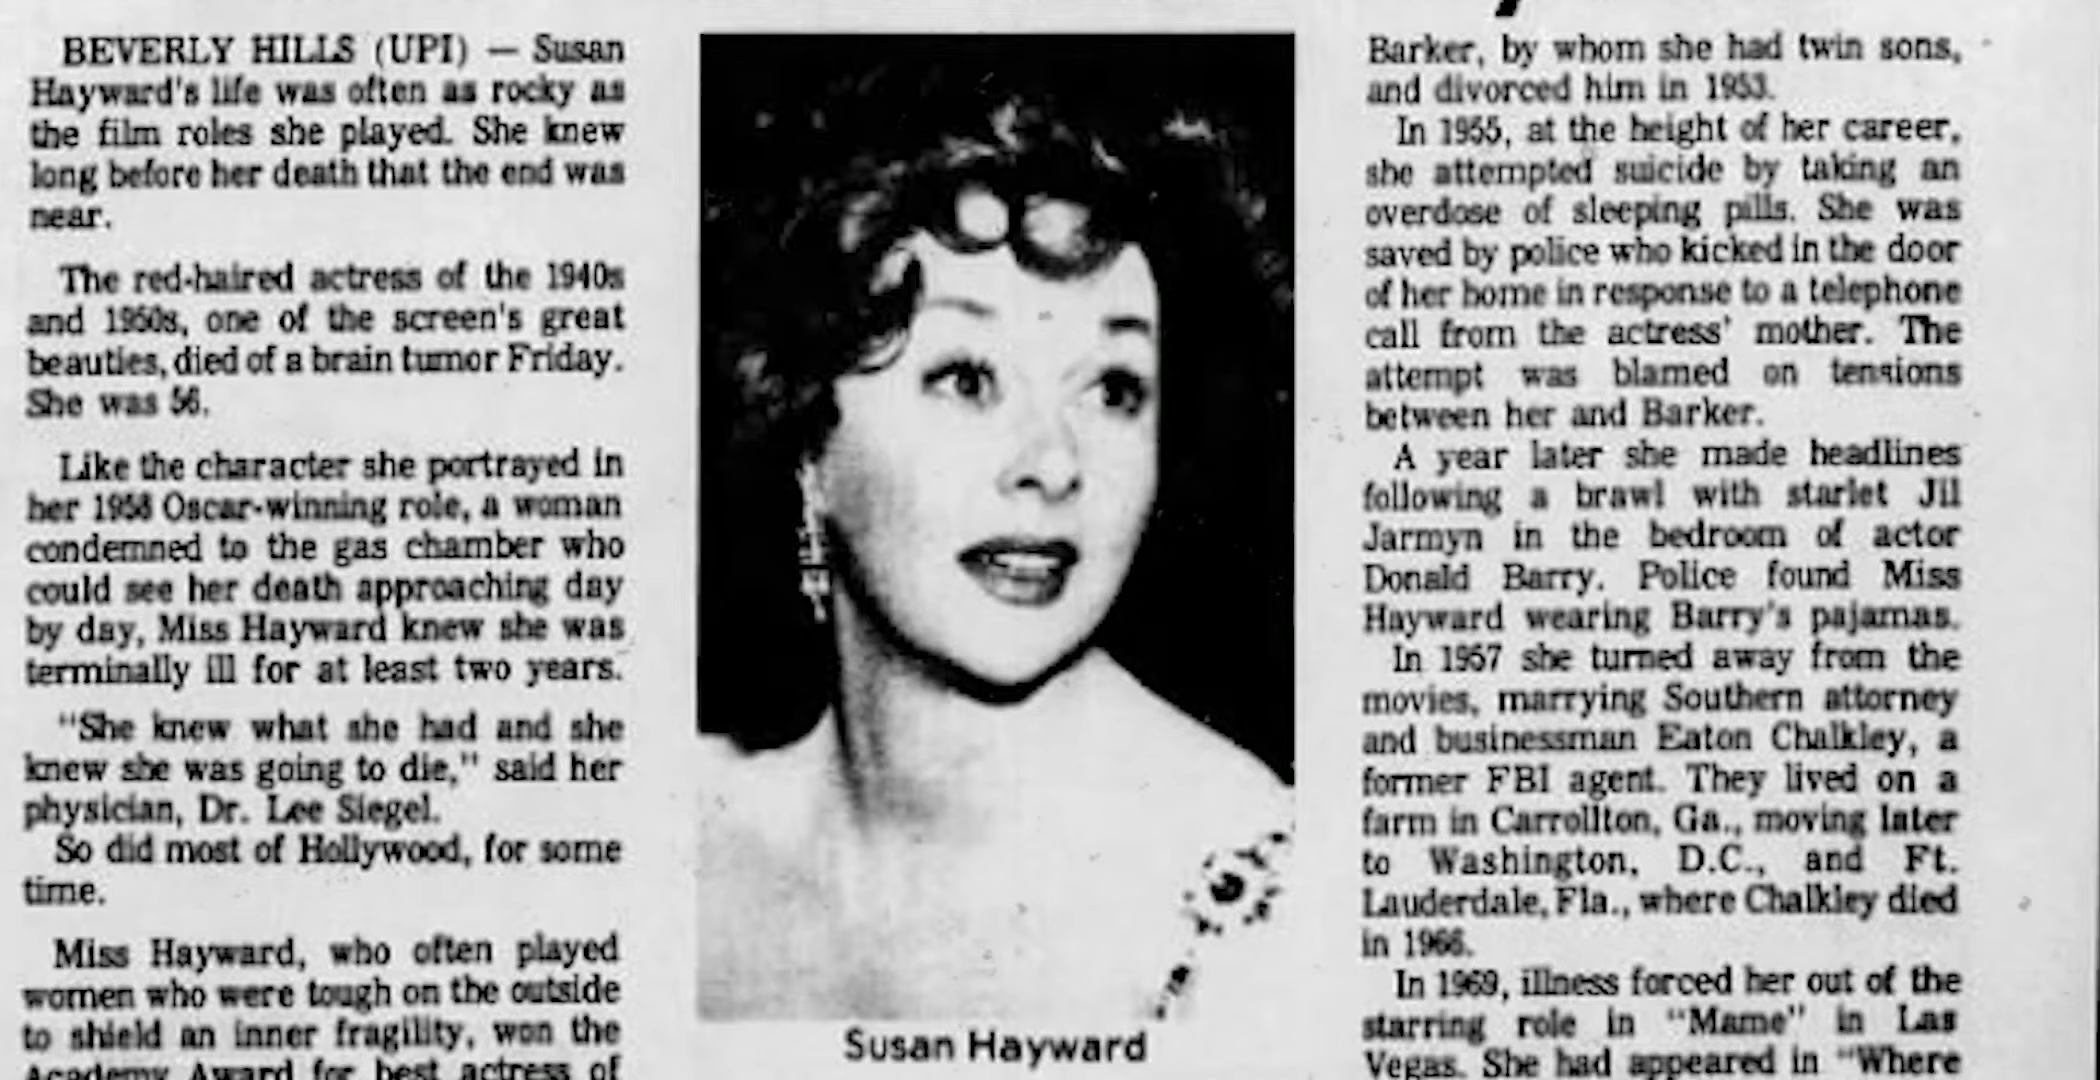 BEVERLY HILLS (UPI) — Susan
Hayward's life was often as rocky as
the film roles she played. She knew
long before her death that the end was
near.
The red-haired actress of the 1940s
and 1950s, one of the screen's great
beauties, died of a brain tumor Friday.
She was 56.
Like the character she portrayed in
her 1958 Oscar-winning role, a woman
condemned to the gas chamber who
could see her death approaching day
by day, Miss Hayward knew she was
terminally ill for at least two years.
"She knew what she had and she
knew she was going to die," said her
physician, Dr. Lee Siegel.
So did most of Hollywood, for some
time.
Miss Hayward, who often played
women who were tough on the outside
to shield an inner fragility, won the
Academy Award for best actress of
Susan Hayward
Barker, by whom she had twin sons,
and divorced him in 1953.
In 1955, at the height of her career,
she attempted suicide by taking an
overdose of sleeping pills. She was
saved by police who kicked in the door
of her home in response to a telephone
call from the actress' mother. The
attempt was blamed on tensions
between her and Barker.
A year later she made headlines
following a brawl with starlet Jil
Jarmyn in the bedroom of actor
Donald Barry. Police found Miss
Hayward wearing Barry's pajamas.
In 1957 she turned away from the
movies, marrying Southern attorney
and businessman Eaton Chalkley, a
former FBI agent. They lived on a
farm in Carrollton, Ga., moving later
to Washington, D.C., and Ft.
Lauderdale, Fla., where Chalkley died
in 1966.
In 1969, illness forced her out of the
starring role in "Mame" in Las
Vegas. She had appeared in "Where